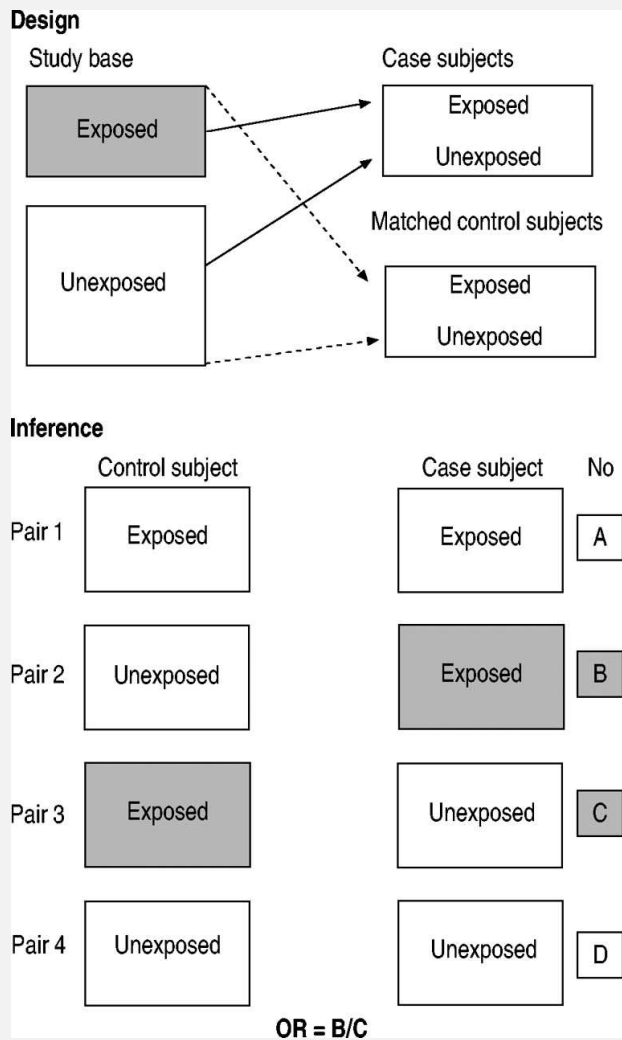 Design
Study base
Case subjects
Exposed
Exposed
Unexposed
Matched control subjects
Unexposed
Exposed
Unexposed
Inference
Control subject Case subject No
Pair 1 Exposed Exposed A
Pair 2 Unexposed Exposed B
Pair 3 Exposed Unexposed C
Pair 4 Unexposed Unexposed D
OR = B/C